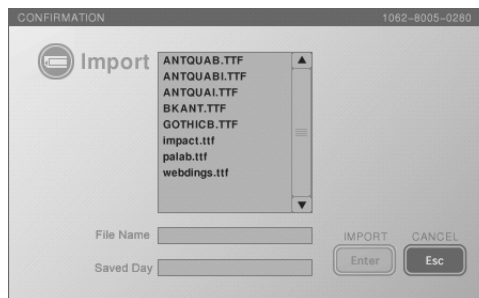 CONFIRMATION 1062-8005-0280
Import
ANTQUAB.TTF
ANTQUABI.TTF
ANTQUAI.TTF
BKANT.TTF
GOTHICB.TTF
impact.ttf
palab.ttf
webdings.ttf
File Name
IMPORT CANCEL
Enter Esc
Saved Day